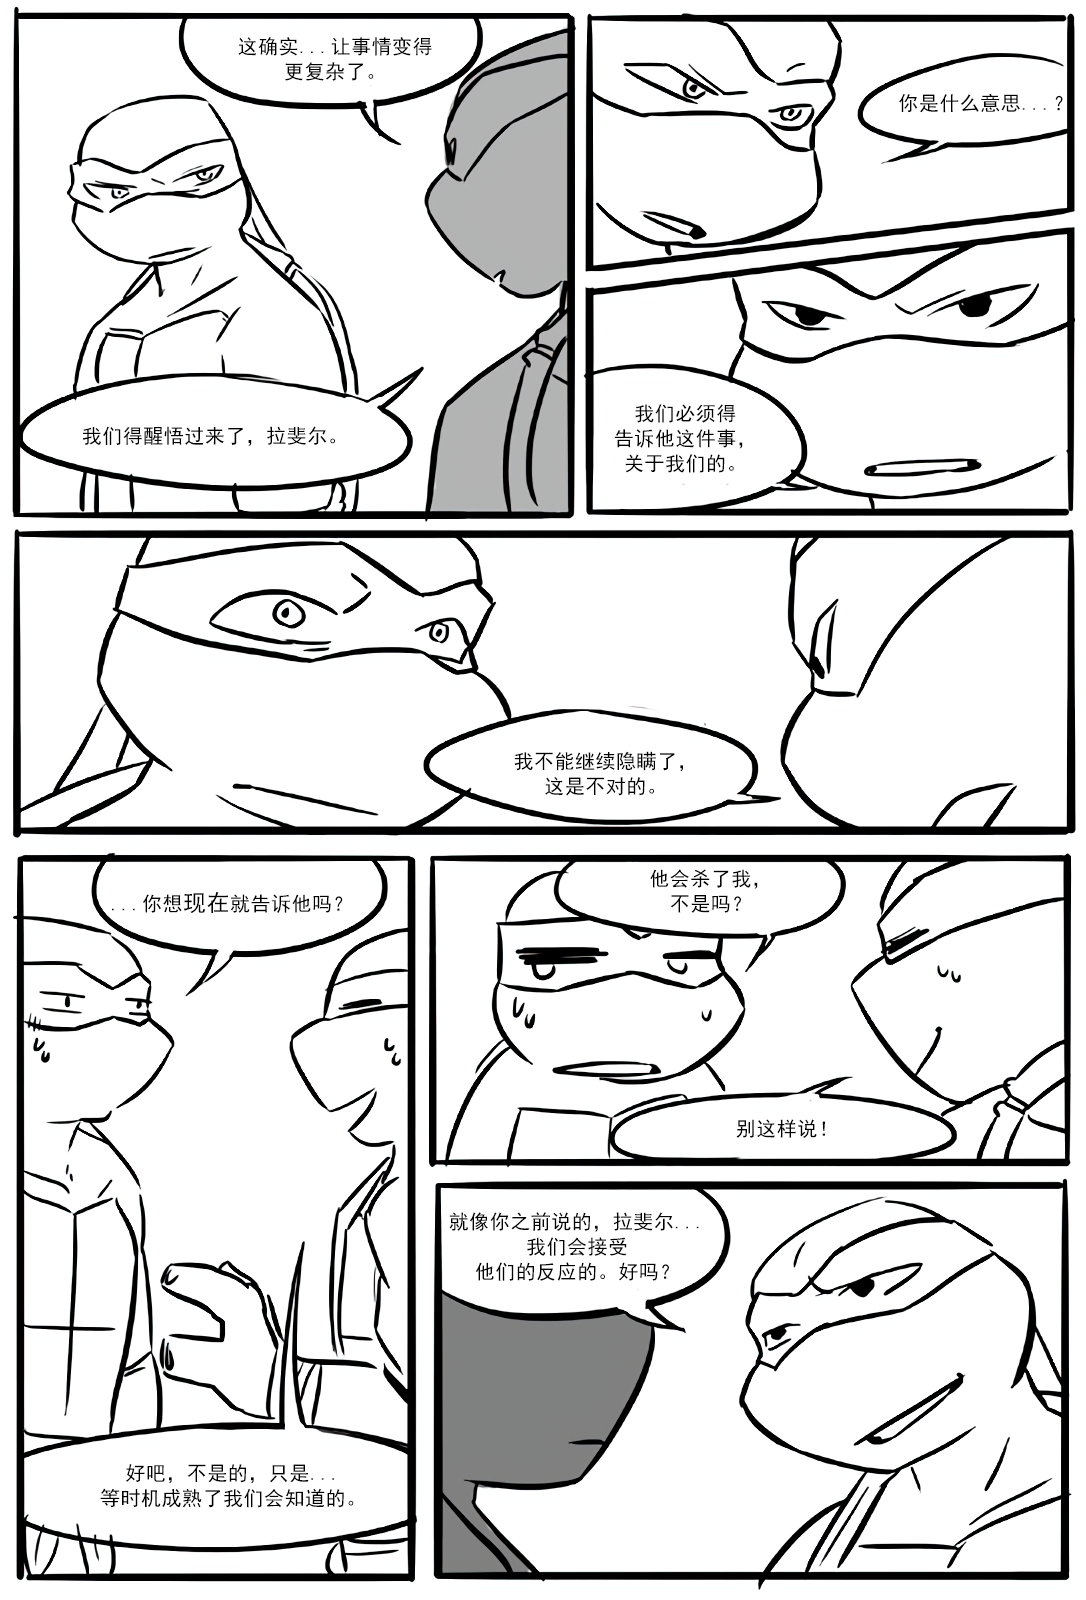 这确实...让事情变得
更复杂了。
我们得醒悟过来了，拉斐尔。
你是什么意思...？
我们必须得
告诉他这件事，
关于我们的。
我不能继续隐瞒了，
这是不对的。
...你想现在就告诉他吗？
好吧，不是的，只是...
等时机成熟了我们会知道的。
他会杀了我，
不是吗？
别这样说！
就像你之前说的，拉斐尔...
我们会接受
他们的反应的。好吗？